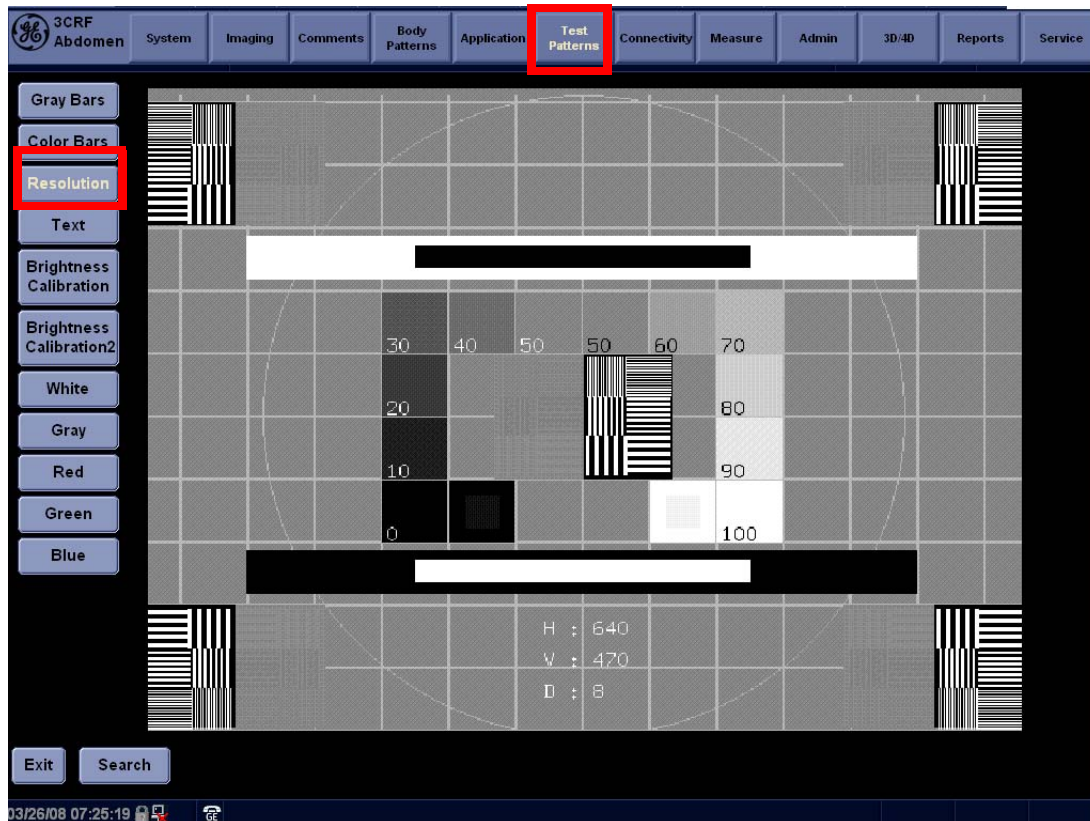 3CRF
Abdomen
System
Imaging
Comments
Body
Patterns
Application
Test
Patterns
Connectivity
Measure
Admin
3D/4D
Reports
Service
Gray Bars
Color Bars
Resolution
Text
Brightness
Calibration
Brightness
Calibration2
White
Gray
Red
Green
Blue
30 40 50 50 60 70
20 80
10 90
0 100
H : 640
V : 470
D : 8
Exit
Search
03/26/08 07:25:19
GE